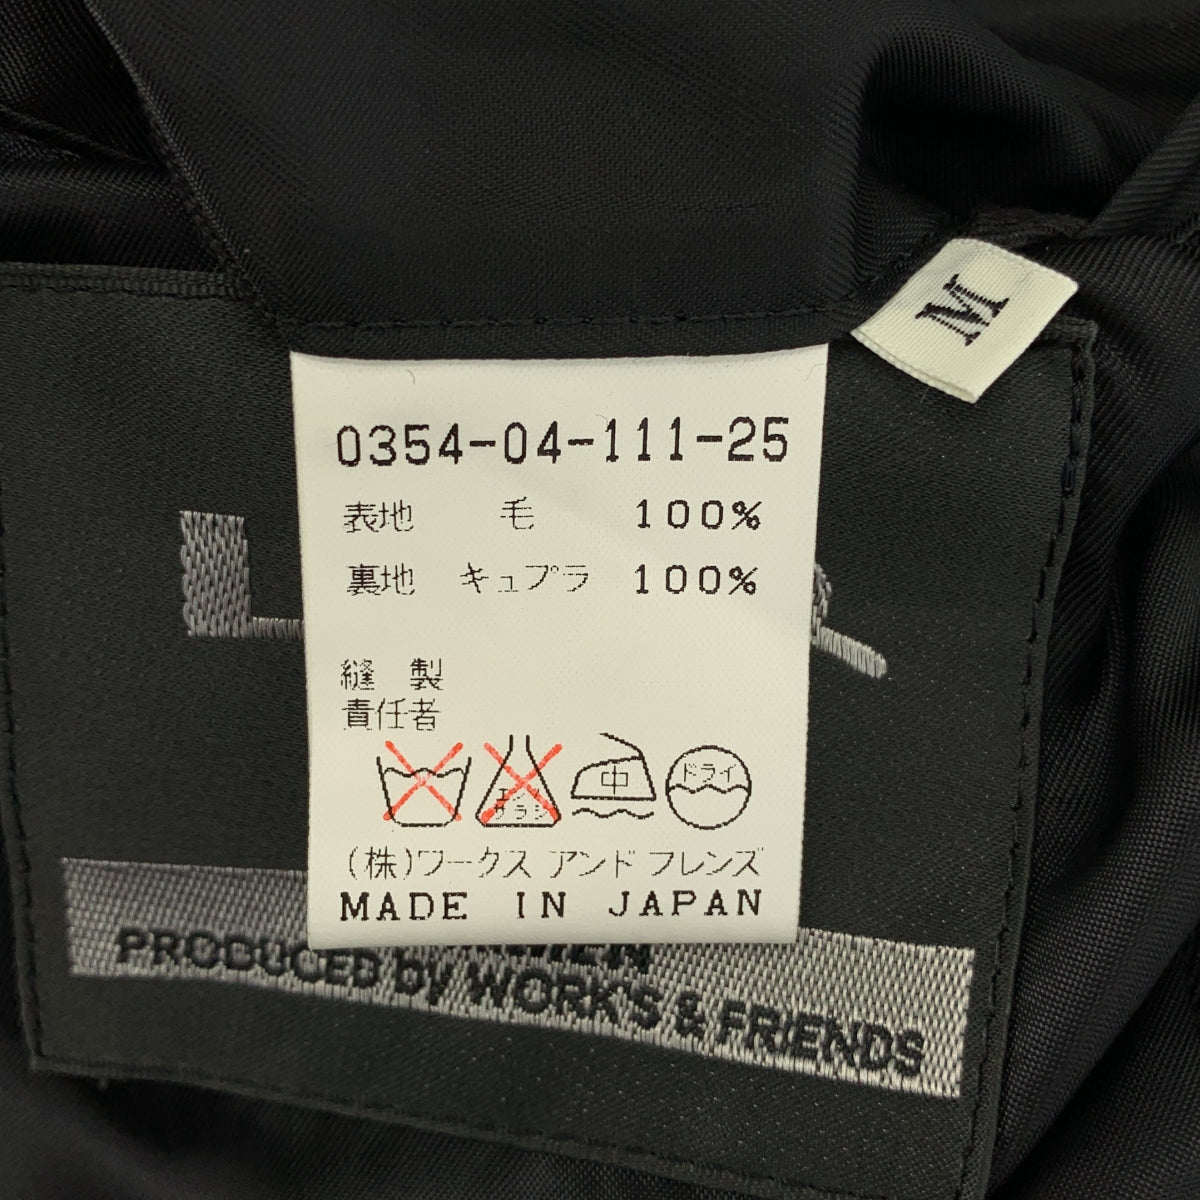 M
0354-04-111-25
表地 毛 100%
裏地 キュプラ 100%
縫製
責任者
中 ドライ
(株)ワークス アンド フレンズ
MADE IN JAPAN
PRODUCED by WORK'S & FRIENDS